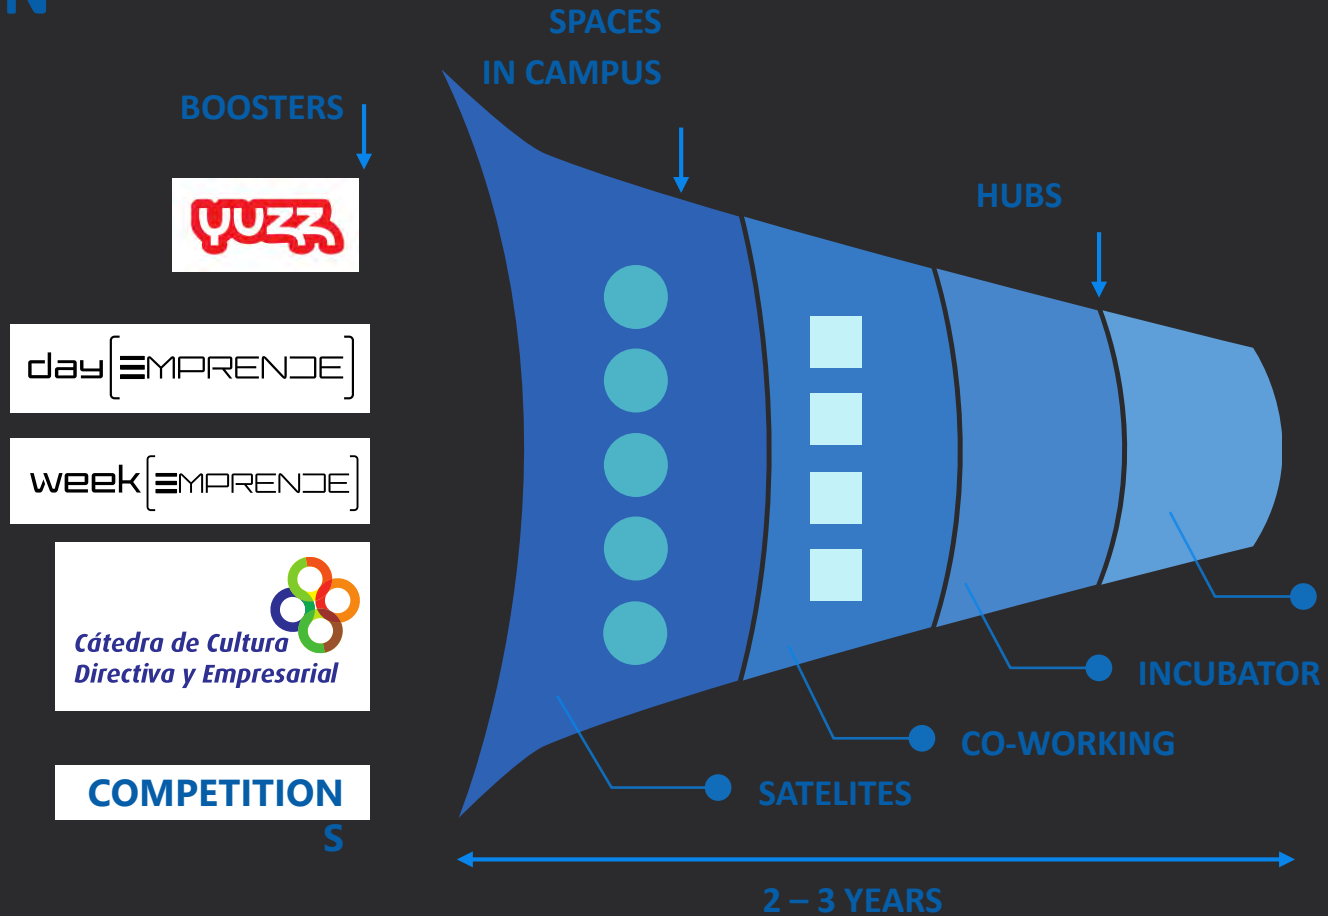 N
SPACES
IN CAMPUS
BOOSTERS
HUBS
YUZZ
day[EMPRENDE]
week[EMPRENDE]
Cátedra de Cultura
Directiva y Empresarial
COMPETITION
S
INCUBATOR
CO-WORKING
SATELITES
2 – 3 YEARS